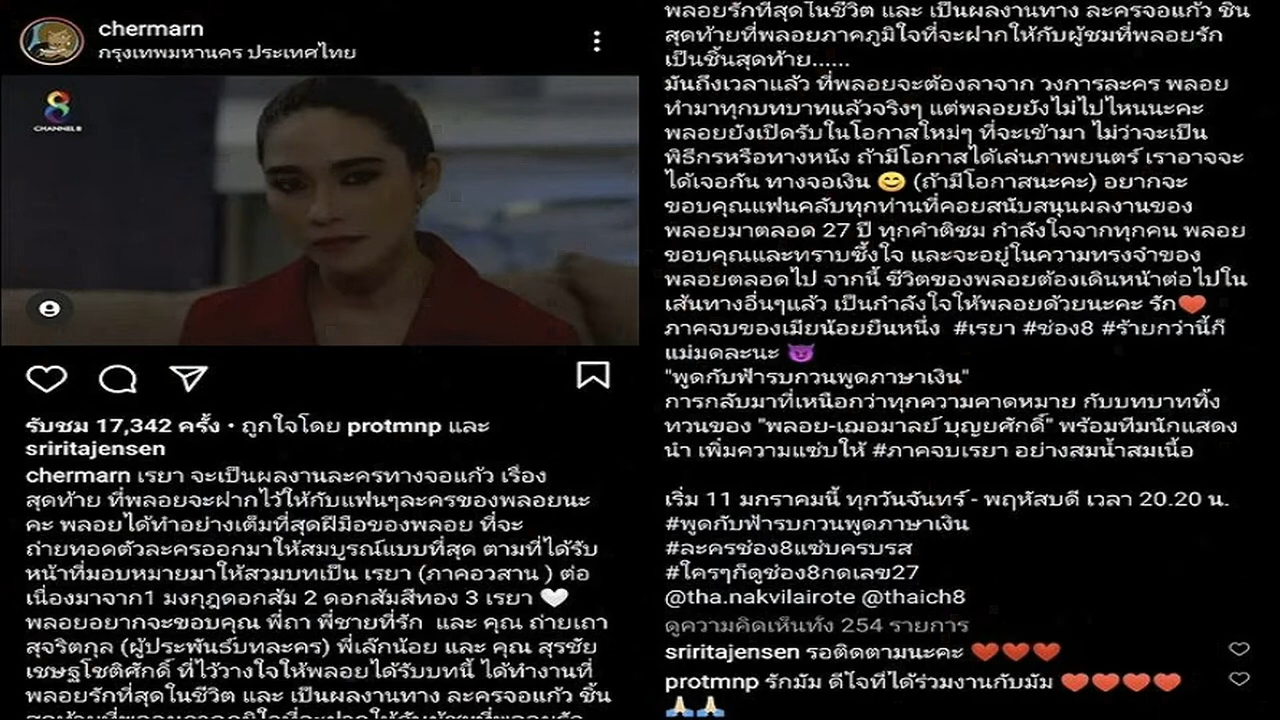 chermarn
กรุงเทพมหานคร ประเทศไทย
CHANNEL 8
รับชม 17,342 ครั้ง • ถูกใจโดย protmnp และ
sriritajensen
chermarn เรยา จะเป็นผลงานละครทางจอแก้ว เรื่อง
สุดท้าย ที่พลอยจะฝากไว้ให้กับแฟนๆละครของพลอยนะ
คะ พลอยได้ทำอย่างเต็มที่สุดฝีมือของพลอย ที่จะ
ถ่ายทอดตัวละครออกมาให้สมบูรณ์แบบที่สุด ตามที่ได้รับ
หน้าที่มอบหมายมาให้สวมบทเป็น เรยา (ภาคอวสาน ) ต่อ
เนื่องมาจาก1 มงกุฎดอกส้ม 2 ดอกส้มสีทอง 3 เรยา 🤍
พลอยอยากจะขอบคุณ พี่ถา พี่ชายที่รัก และ คุณ ถ่ายเถา
สุจริตกุล (ผู้ประพันธ์บทละคร) พี่เล็กน้อย และ คุณ สุรชัย
เชษฐโชติศักดิ์ ที่ไว้วางใจให้พลอยได้รับบทนี้ ได้ทำงานที่
พลอยรักที่สุดในชีวิต และ เป็นผลงานทาง ละครจอแก้ว ชิ้น
สุดท้ายที่พลอยภาคภูมิใจที่จะฝากให้กับผู้ชมที่พลอยรัก
พลอยรักที่สุดในชีวิต และ เป็นผลงานทาง ละครจอแก้ว ชิ้น
สุดท้ายที่พลอยภาคภูมิใจที่จะฝากให้กับผู้ชมที่พลอยรัก
เป็นชิ้นสุดท้าย......
มันถึงเวลาแล้ว ที่พลอยจะต้องลาจาก วงการละคร พลอย
ทำมาทุกบทบาทแล้วจริงๆ แต่พลอยยังไม่ไปไหนนะคะ
พลอยยังเปิดรับในโอกาสใหม่ๆ ที่จะเข้ามา ไม่ว่าจะเป็น
พิธีกรหรือทางหนัง ถ้ามีโอกาสได้เล่นภาพยนตร์ เราอาจจะ
ได้เจอกัน ทางจอเงิน 😊 (ถ้ามีโอกาสนะคะ) อยากจะ
ขอบคุณแฟนคลับทุกท่านที่คอยสนับสนุนผลงานของ
พลอยมาตลอด 27 ปี ทุกคำติชม กำลังใจจากทุกคน พลอย
ขอบคุณและทราบซึ้งใจ และจะอยู่ในความทรงจำของ
พลอยตลอดไป จากนี้ ชีวิตของพลอยต้องเดินหน้าต่อไปใน
เส้นทางอื่นๆแล้ว เป็นกำลังใจให้พลอยด้วยนะคะ รัก❤️
ภาคจบของเมียน้อยยืนหนึ่ง #เรยา #ช่อง8 #ร้ายกว่านี้ก็
แม่มดละนะ 😈
"พูดกับฟ้ารบกวนพูดภาษาเงิน"
การกลับมาที่เหนือกว่าทุกความคาดหมาย กับบทบาททิ้ง
ทวนของ "พลอย-เฌอมาลย์ บุญยศักดิ์" พร้อมทีมนักแสดง
นำ เพิ่มความแซ่บให้ #ภาคจบเรยา อย่างสมน้ำสมเนื้อ
เริ่ม 11 มกราคมนี้ ทุกวันจันทร์ - พฤหัสบดี เวลา 20.20 น.
#พูดกับฟ้ารบกวนพูดภาษาเงิน
#ละครช่อง8แซ่บครบรส
#ใครๆก็ดูช่อง8กดเลข27
@tha.nakvilairote @thaich8
ดูความคิดเห็นทั้ง 254 รายการ
sriritajensen รอติดตามนะคะ ❤️❤️❤️
protmnp รักมัม ดีใจที่ได้ร่วมงานกับมัม ❤️❤️❤️❤️
🙏🏻🙏🏻